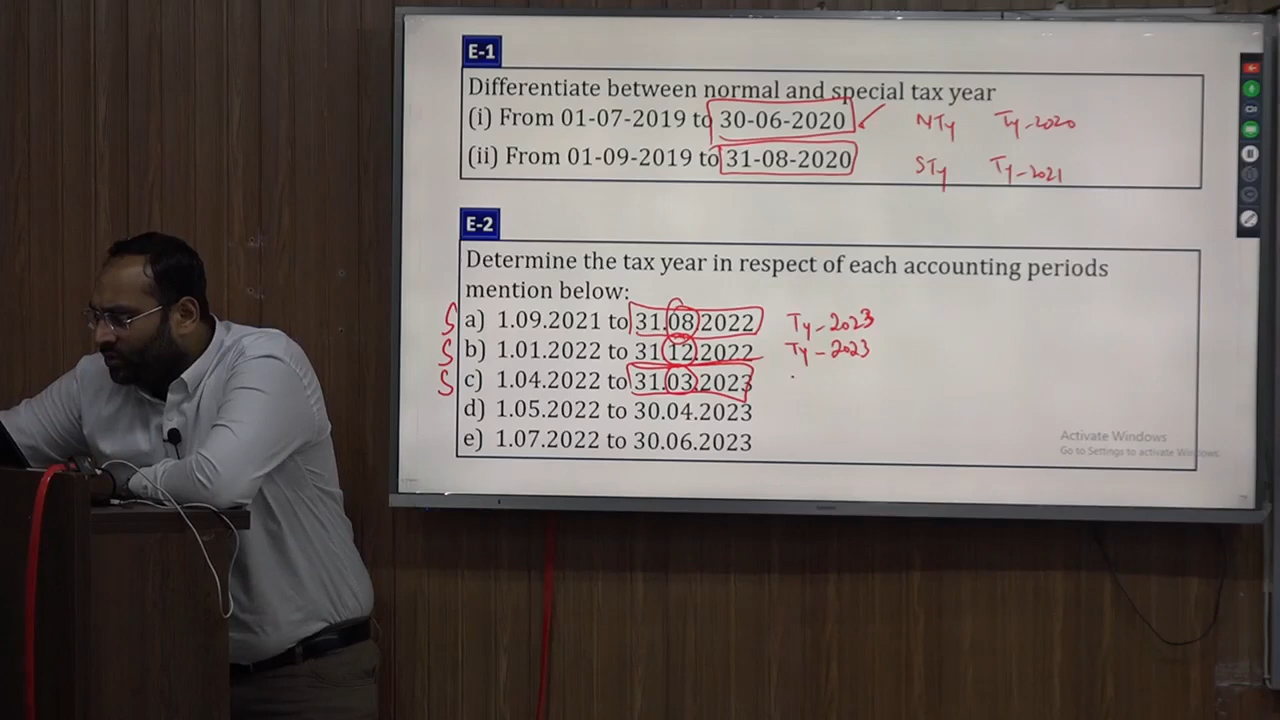 E-1
Differentiate between normal and special tax year
(i) From 01-07-2019 to 30-06-2020 NTy Ty-2020
(ii) From 01-09-2019 to 31-08-2020 STy Ty-2021
E-2
Determine the tax year in respect of each accounting periods
mention below:
S a) 1.09.2021 to 31.08.2022 Ty-2023
S b) 1.01.2022 to 31.12.2022 Ty-2023
S c) 1.04.2022 to 31.03.2023
d) 1.05.2022 to 30.04.2023
e) 1.07.2022 to 30.06.2023
Activate Windows
Go to Settings to activate Windows.